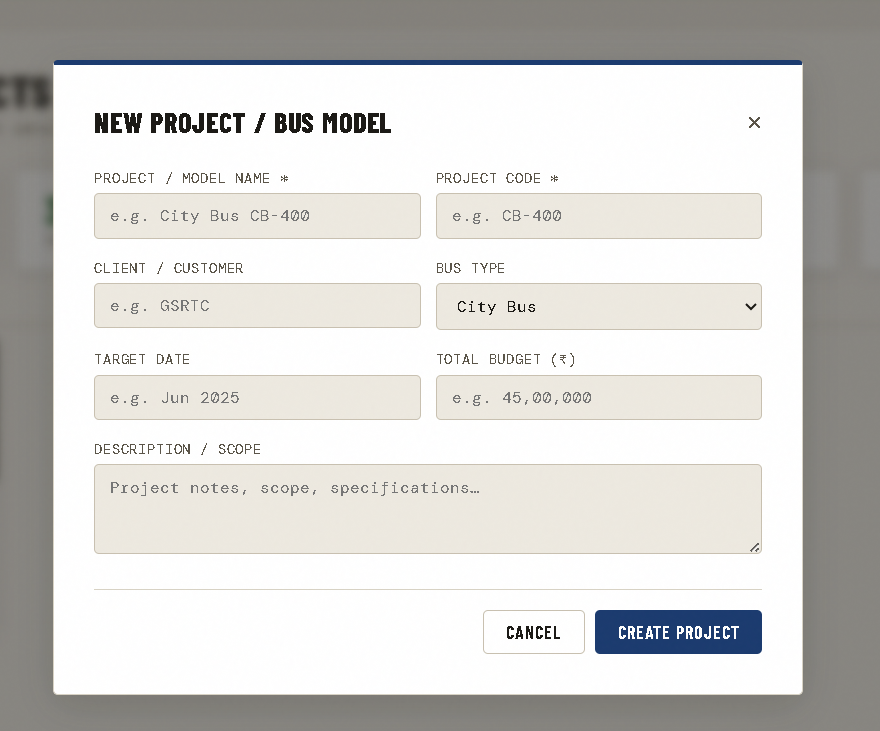 CTS
NEW PROJECT / BUS MODEL
×
PROJECT / MODEL NAME *
PROJECT CODE *
e.g. City Bus CB-400
e.g. CB-400
CLIENT / CUSTOMER
BUS TYPE
e.g. GSRTC
City Bus
TARGET DATE
TOTAL BUDGET (₹)
e.g. Jun 2025
e.g. 45,00,000
DESCRIPTION / SCOPE
Project notes, scope, specifications…
CANCEL
CREATE PROJECT